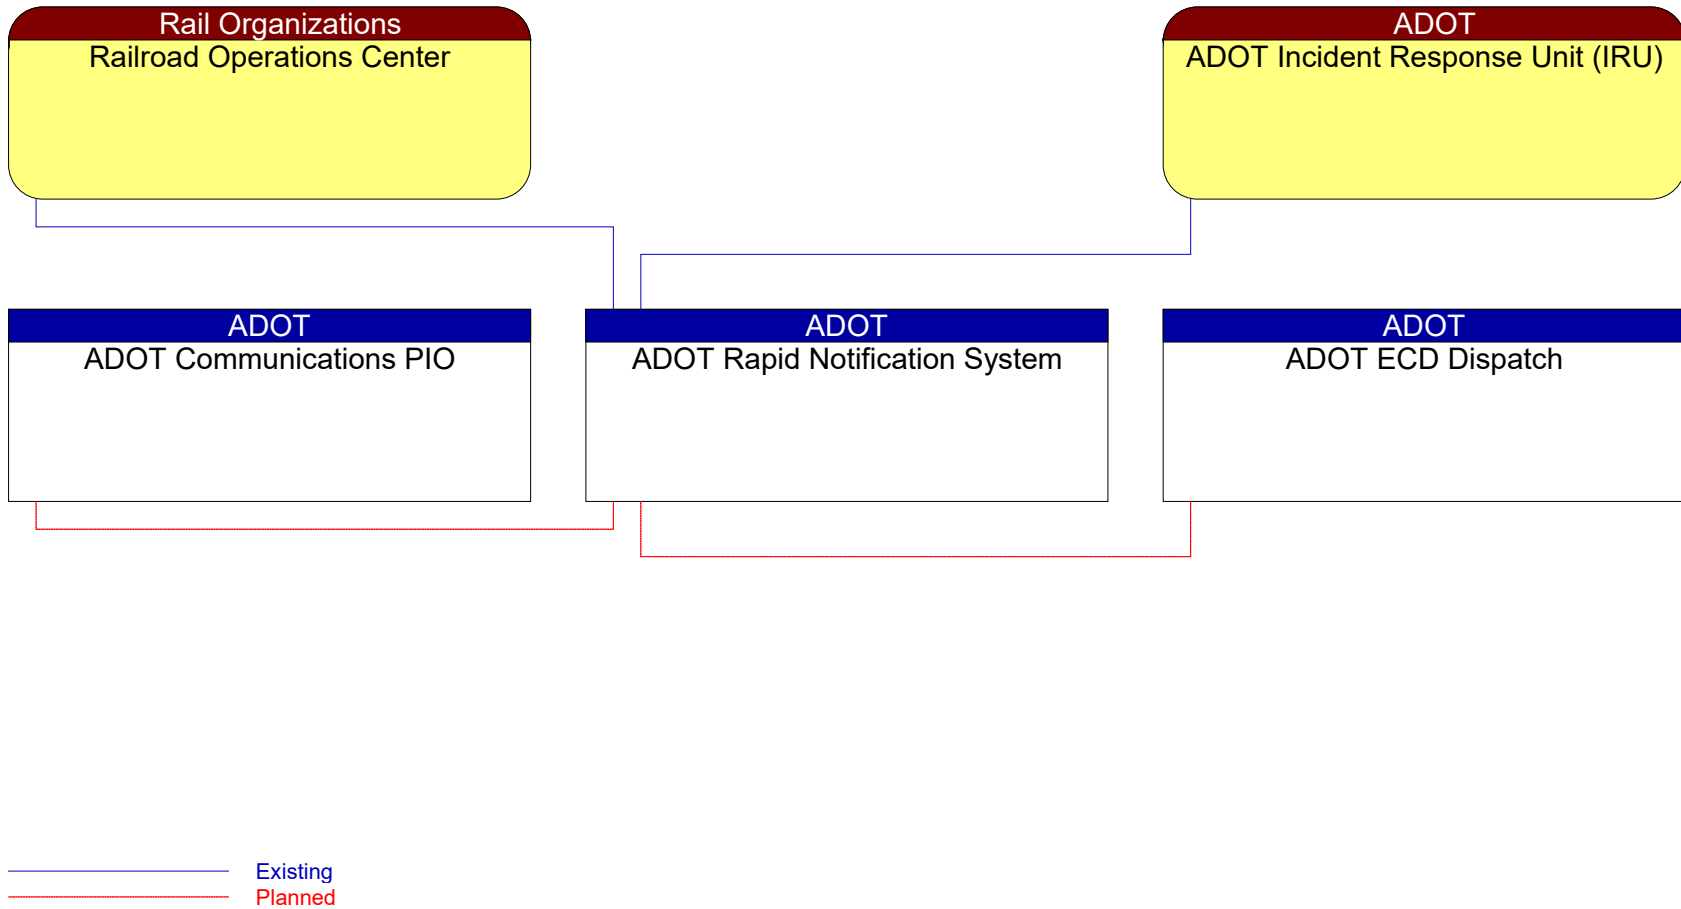 Rail Organizations
Railroad Operations Center
ADOT
ADOT Incident Response Unit (IRU)
ADOT
ADOT Communications PIO
ADOT
ADOT Rapid Notification System
ADOT
ADOT ECD Dispatch
Existing
Planned